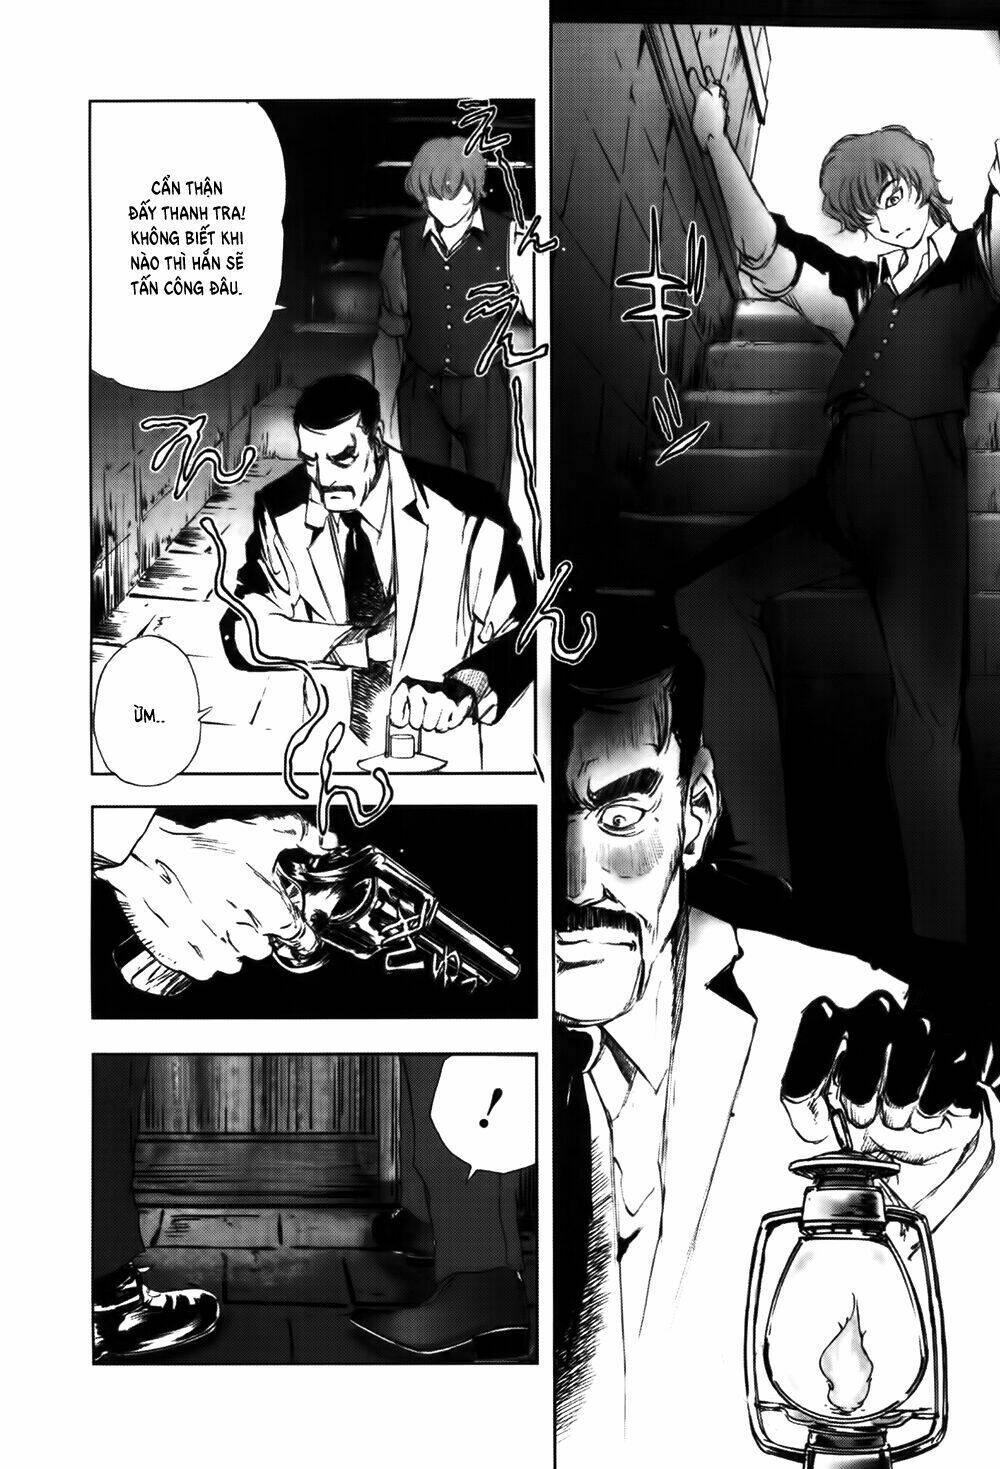 CẨN THẬN
ĐẤY THANH TRA!
KHÔNG BIẾT KHI
NÀO THÌ HẮN SẼ
TẤN CÔNG ĐÂU.
ỪM..
!